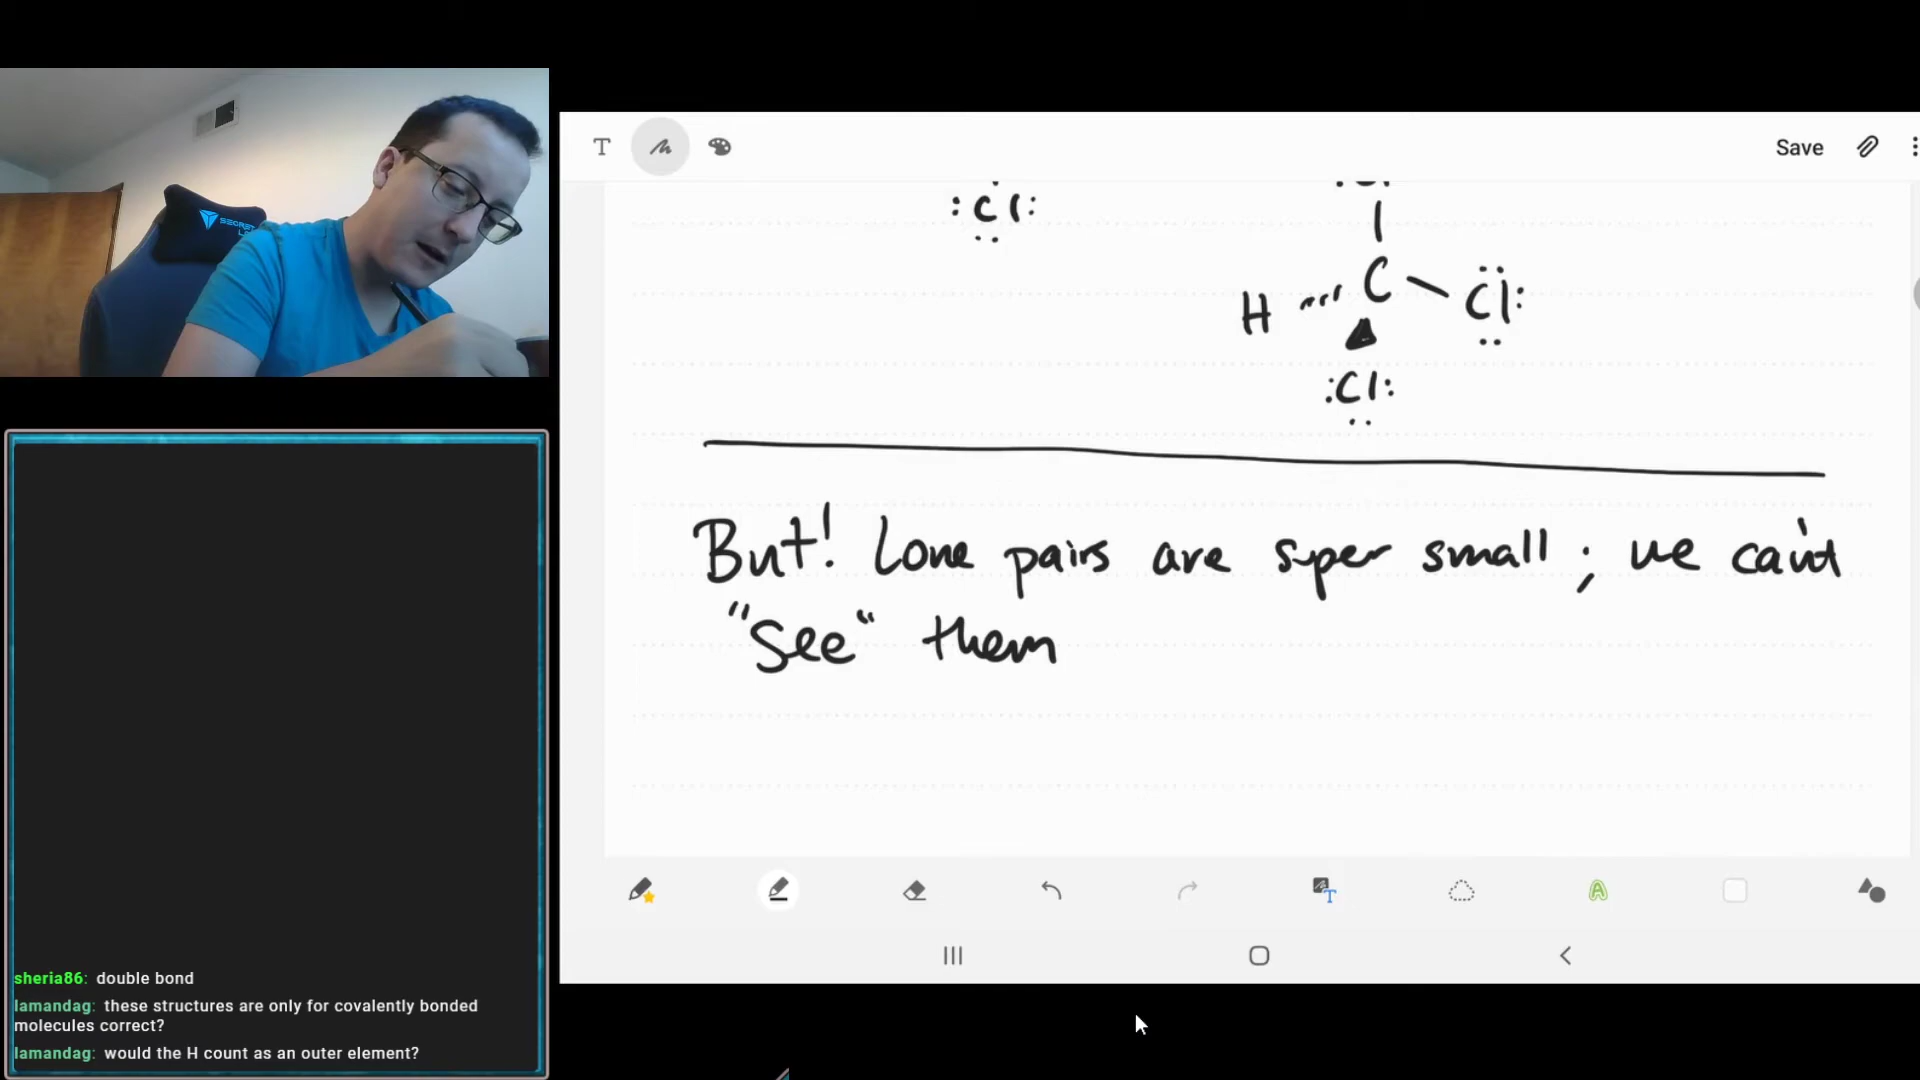 SECRET
T
Save
:Cl:
H C Cl:
:Cl:
But! Lone pairs are super small; we can't
"See" them
A
T
sheria86: double bond
lamandag: these structures are only for covalently bonded
molecules correct?
lamandag: would the H count as an outer element?